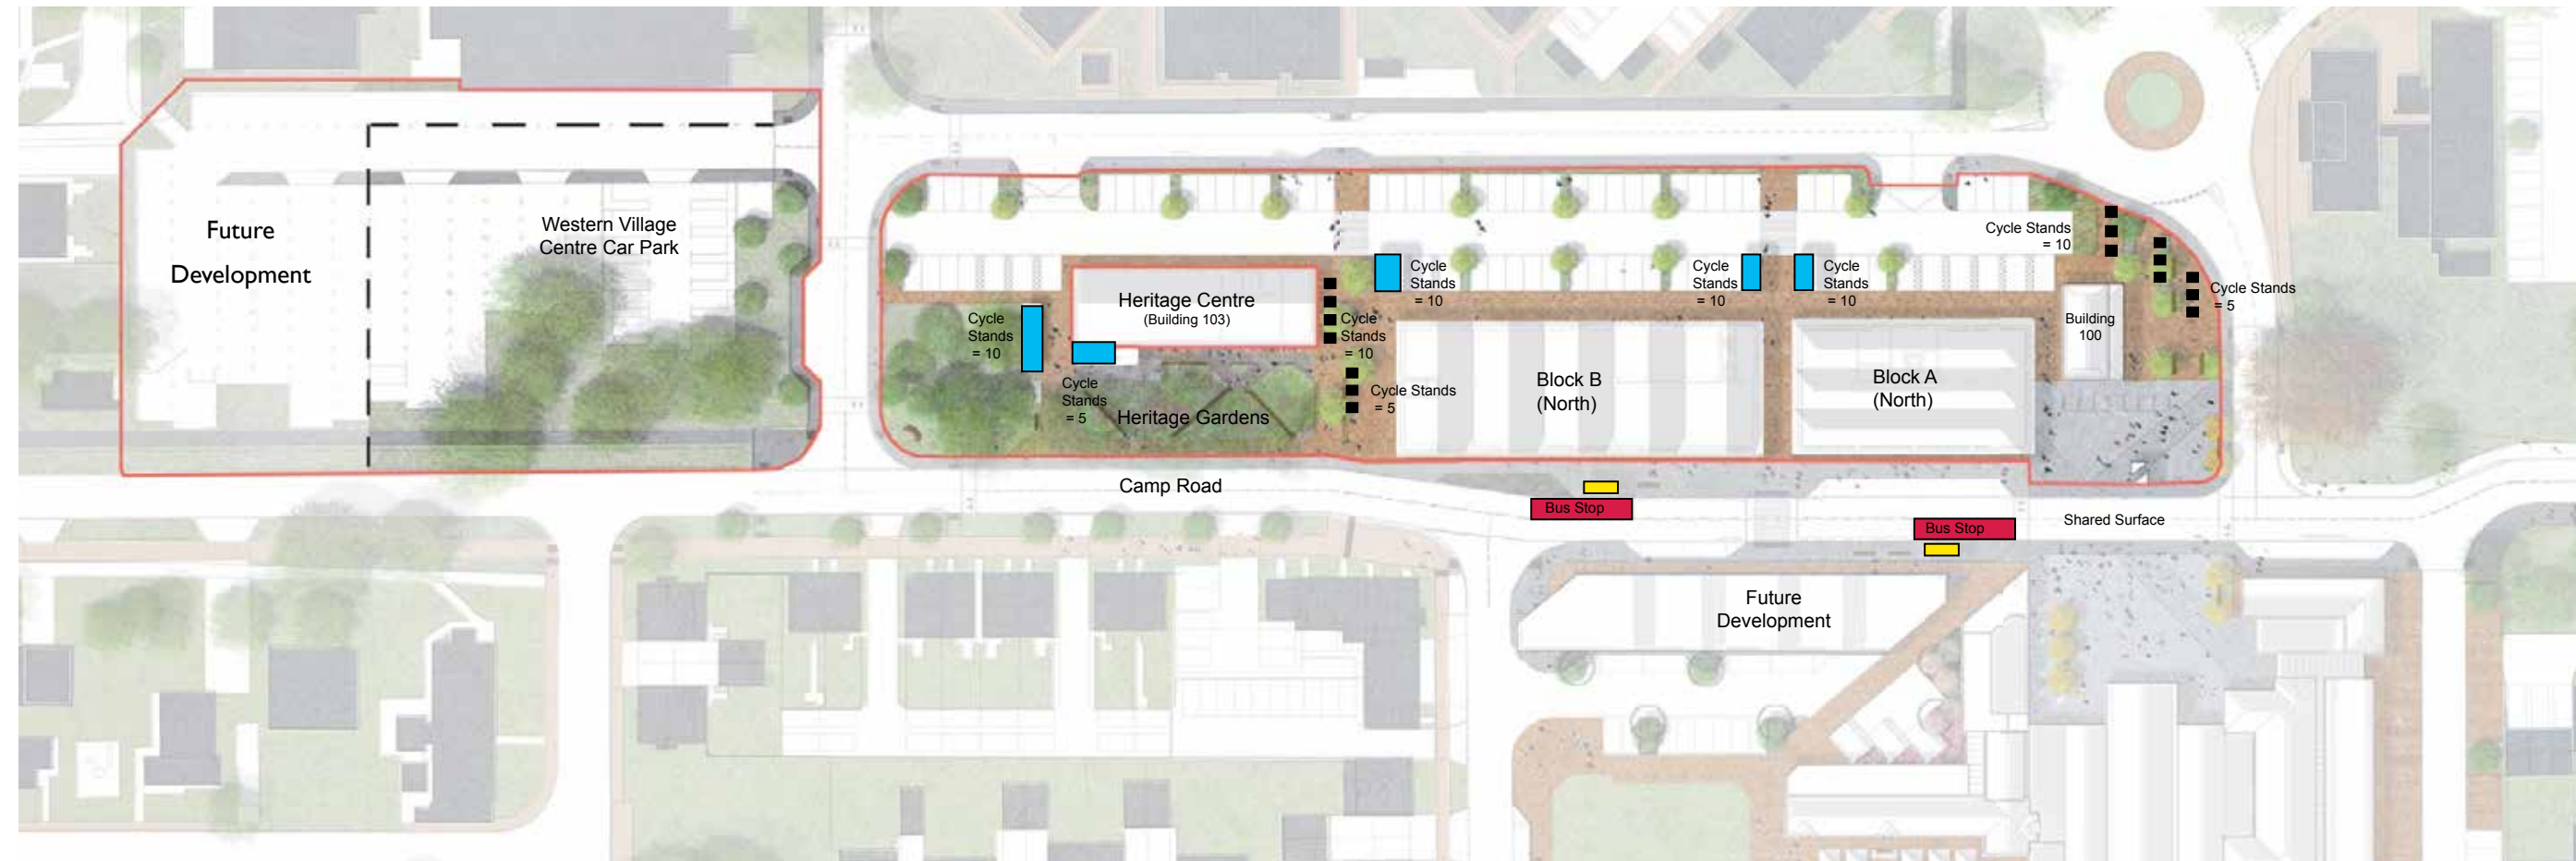 Future
Development
Western Village
Centre Car Park
Heritage Centre
(Building 103)
Cycle
Stands
= 10
Cycle
Stands
= 5
Heritage Gardens
Cycle
Stands
= 10
Cycle Stands
= 5
Cycle
Stands
= 10
Cycle
Stands
= 10
Cycle
Stands
= 10
Cycle Stands
= 10
Cycle Stands
= 5
Building
100
Block B
(North)
Block A
(North)
Camp Road
Bus Stop
Bus Stop
Shared Surface
Future
Development